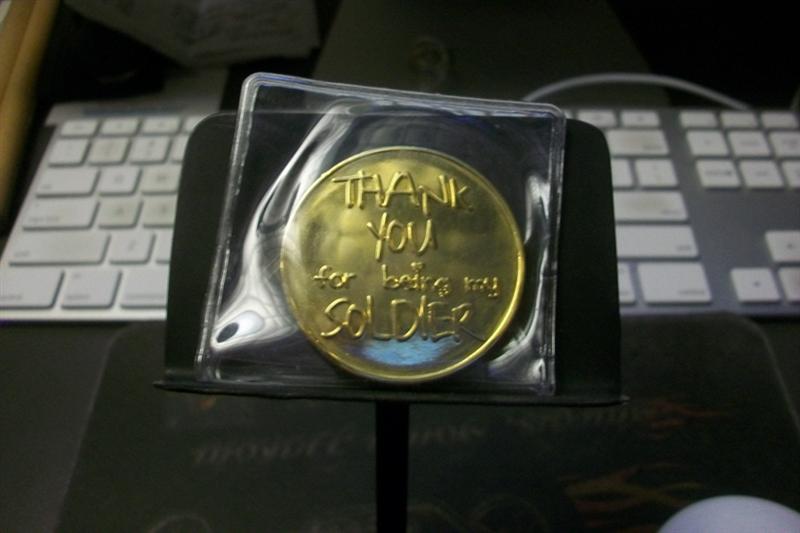 THANK
YOU
for being my
SOLDIER